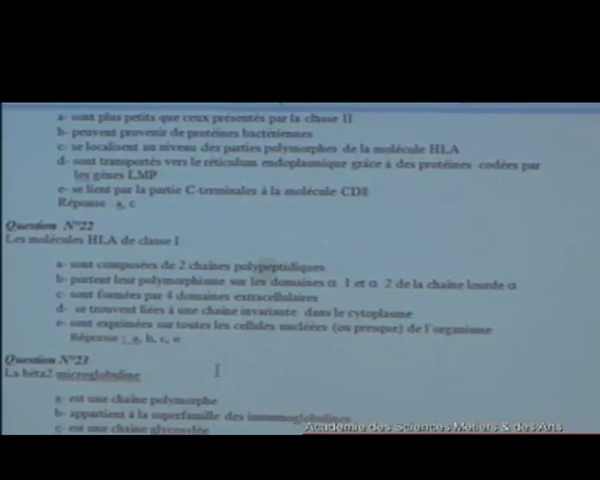 a- sont plus petits que ceux présentés par la classe II
b- peuvent provenir de protéines bactériennes
c- se localisent au niveau des parties polymorphes de la molécule HLA
d- sont transportés vers le réticulum endoplasmique grâce à des protéines codées par
les gènes LMP
e- se lient par la partie C-terminales à la molécule CD8
Réponse a, c
Question N°22
Les molécules HLA de classe I
a- sont composées de 2 chaînes polypeptidiques
b- portent leur polymorphisme sur les domaines α 1 et α 2 de la chaîne lourde α
c- sont formées par 4 domaines extracellulaires
d- se trouvent liées à une chaîne invariante dans le cytoplasme
e- sont exprimées sur toutes les cellules nucléées (ou presque) de l'organisme
Réponse : a, b, c, e
Question N°23
La béta2 microglobuline
a- est une chaîne polymorphe
b- appartient à la superfamille des immunoglobulines
c- est une chaîne glycosylée
Académie des Sciences Metiers & des Arts